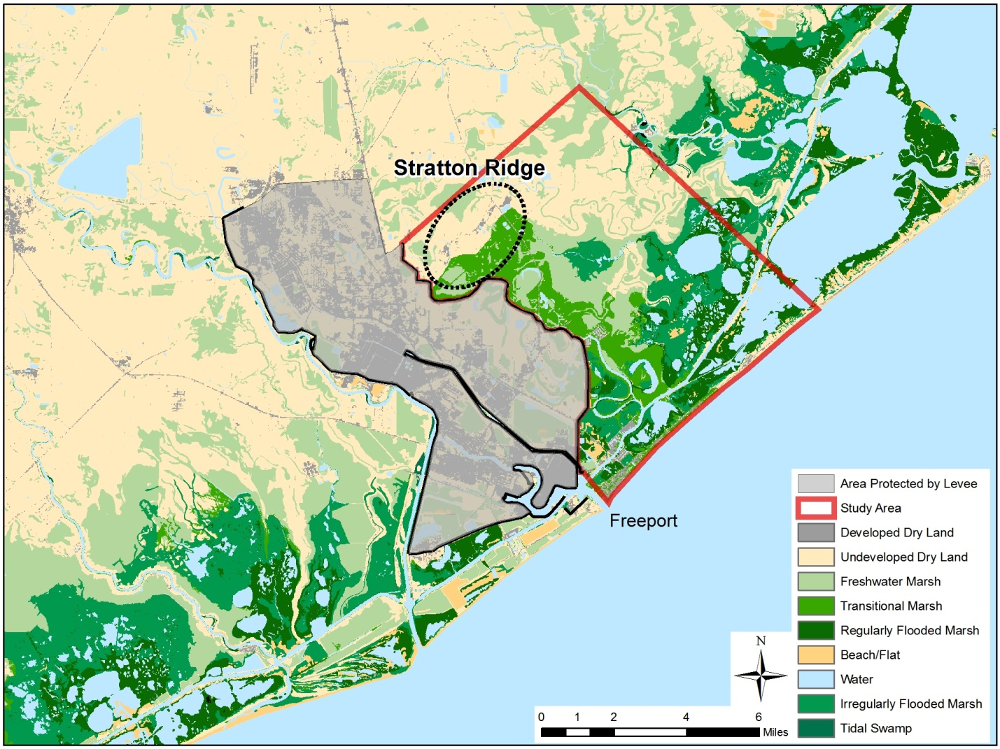 Stratton Ridge
Freeport
Area Protected by Levee
Study Area
Developed Dry Land
Undeveloped Dry Land
Freshwater Marsh
Transitional Marsh
Regularly Flooded Marsh
Beach/Flat
Water
Irregularly Flooded Marsh
Tidal Swamp
N
0 1 2 4 6
Miles